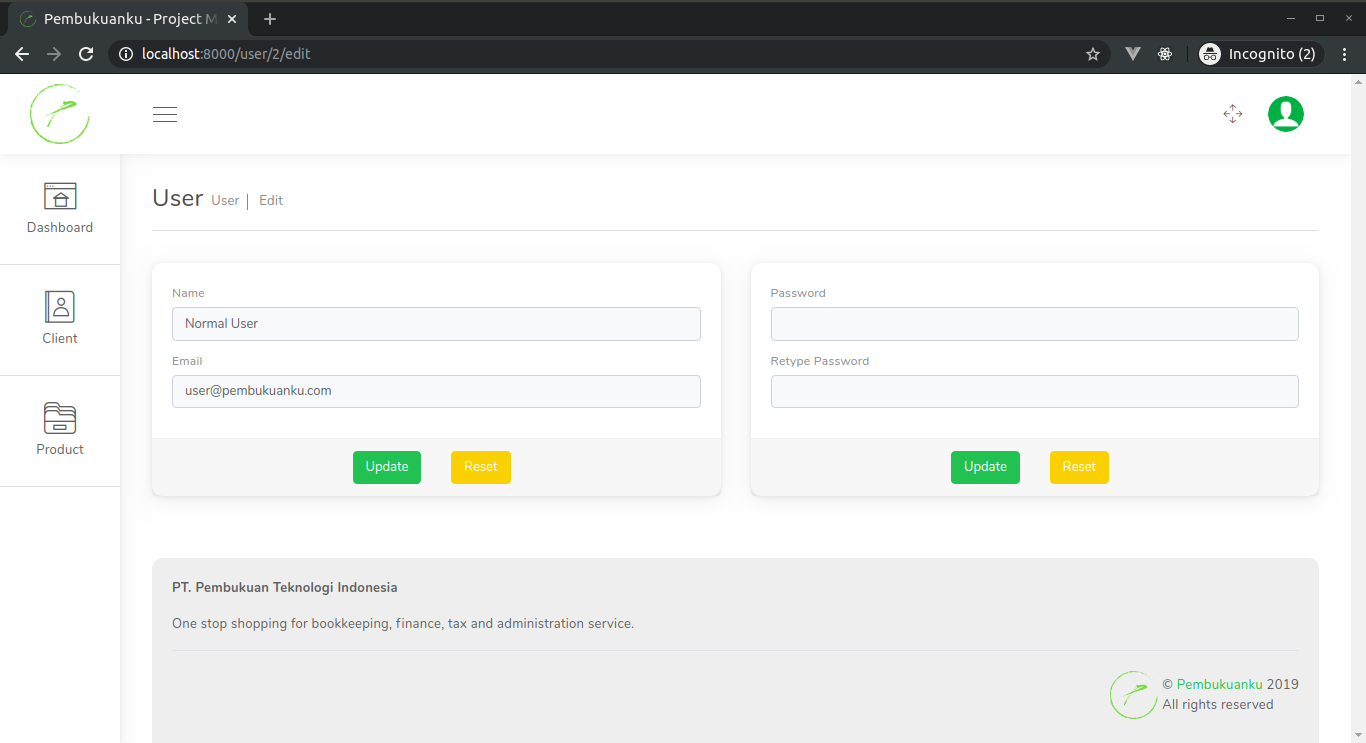 Pembukuanku - Project M
localhost:8000/user/2/edit
Incognito (2)
User User | Edit
Dashboard
Client
Product
Name
Normal User
Email
user@pembukuanku.com
Update Reset
Password
Retype Password
Update Reset
PT. Pembukuan Teknologi Indonesia
One stop shopping for bookkeeping, finance, tax and administration service.
© Pembukuanku 2019
All rights reserved